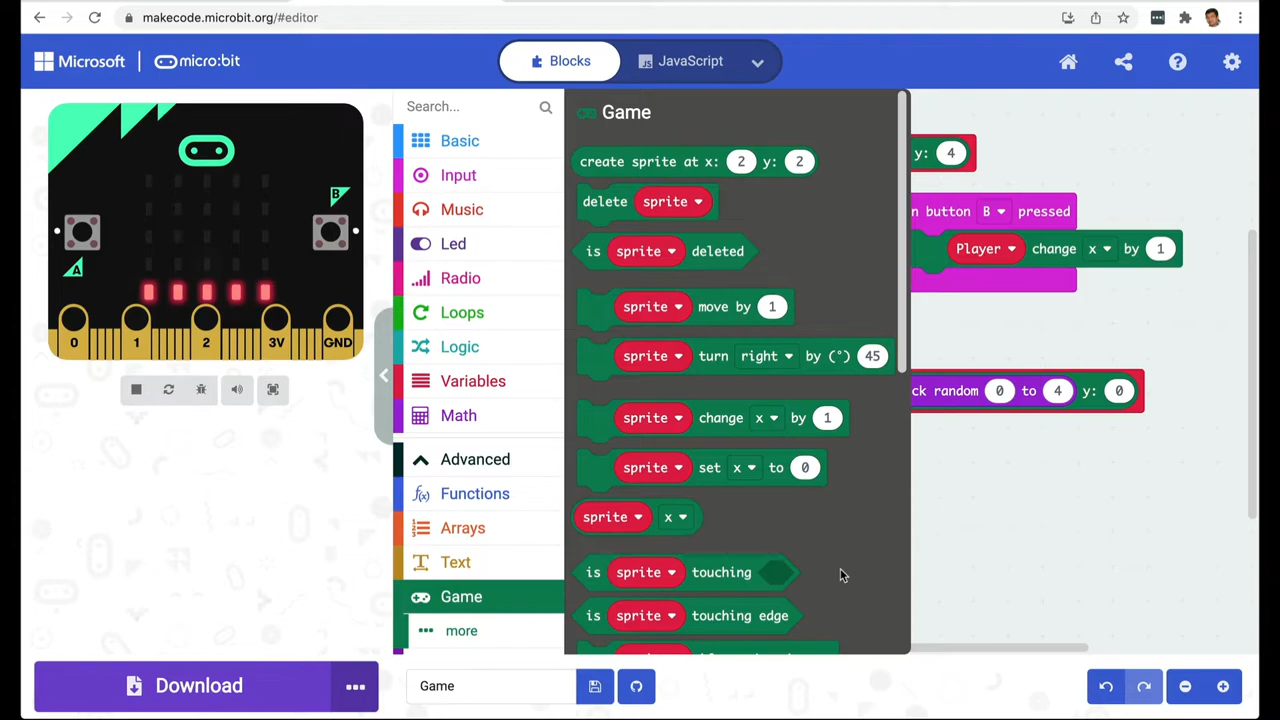 makecode.microbit.org/#editor
Microsoft
micro:bit
Blocks
JavaScript
B
A
0
1
2
3V
GND
Download
Search...
Basic
Input
Music
Led
Radio
Loops
Logic
Variables
Math
Advanced
Functions
Arrays
Text
Game
more
Game
create sprite at x: 2 y: 2
delete sprite
is sprite deleted
sprite move by 1
sprite turn right by (°) 45
sprite change x by 1
sprite set x to 0
sprite x
is sprite touching
is sprite touching edge
y: 4
n button B pressed
Player change x by 1
ck random 0 to 4 y: 0
Game